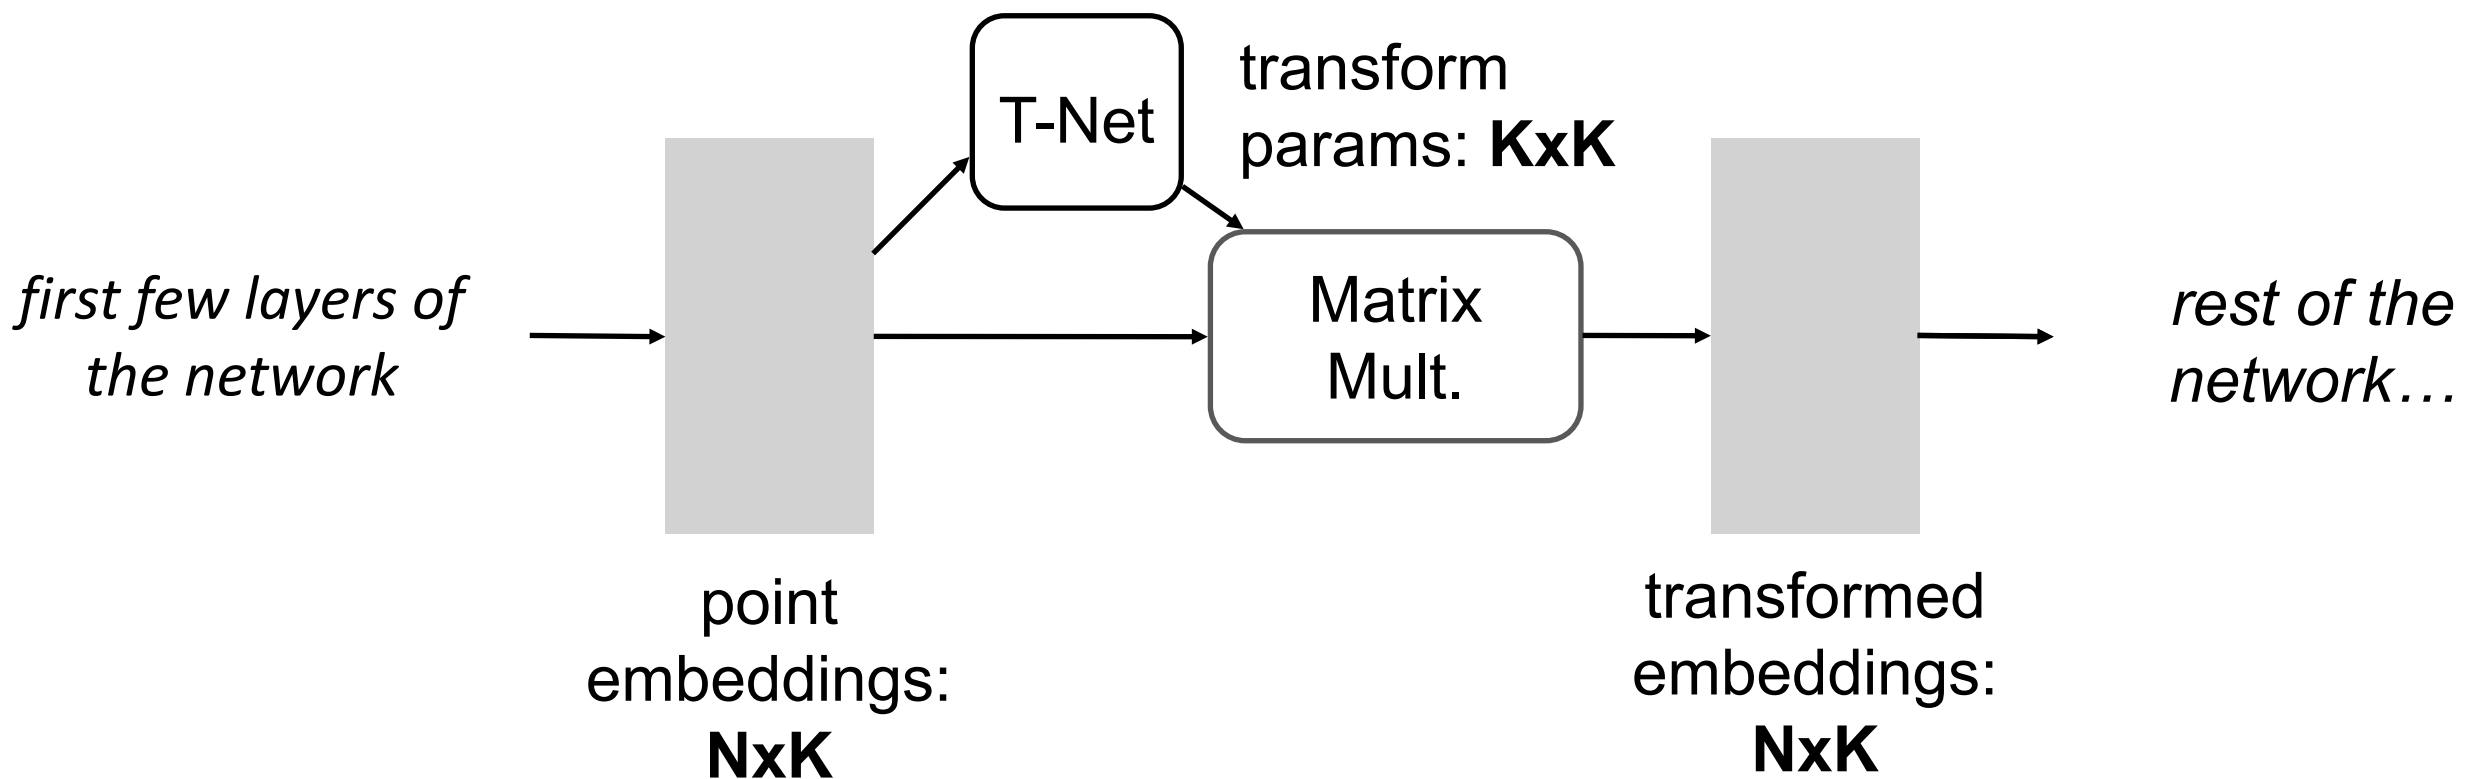 T-Net
transform
params: KxK
first few layers of
the network
Matrix
Mult.
rest of the
network…
point
embeddings:
NxK
transformed
embeddings:
NxK